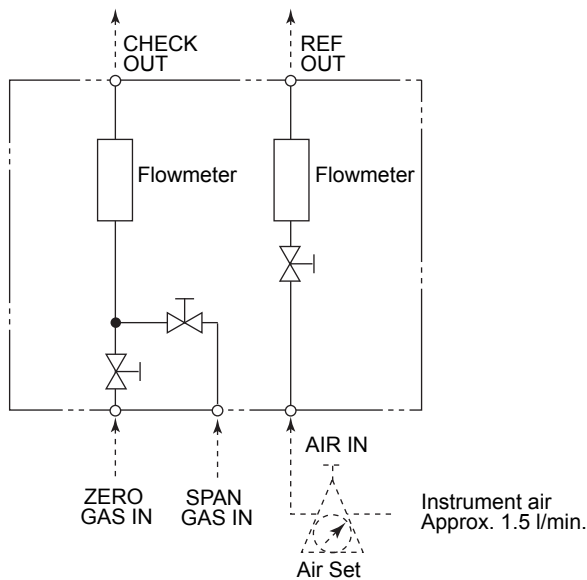 CHECK
OUT
REF
OUT
Flowmeter
Flowmeter
AIR IN
ZERO
GAS IN
SPAN
GAS IN
Instrument air
Approx. 1.5 l/min.
Air Set